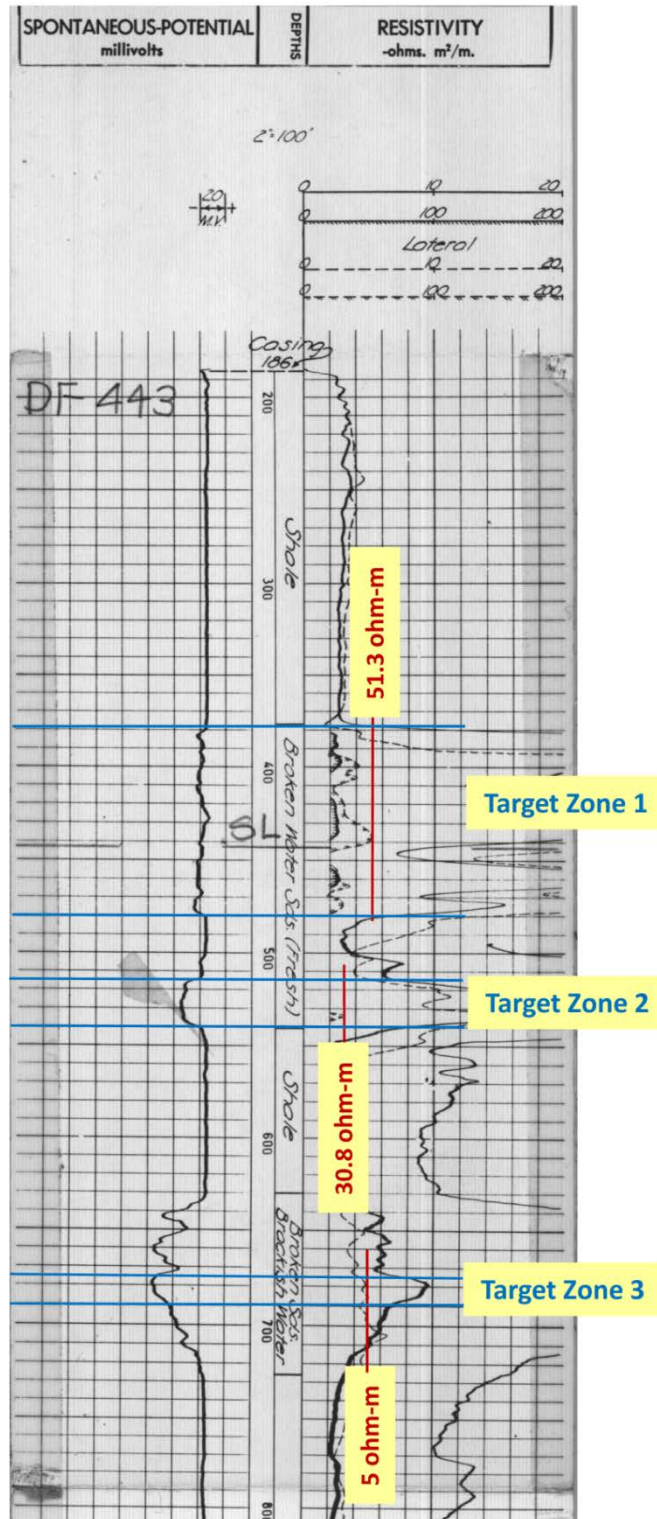 SPONTANEOUS-POTENTIAL
millivolts
DEPTHS
RESISTIVITY
-ohms. m²/m.
2"=100'
- 20 +
M.V.
0 10 20
0 100 200
Lateral
0 10 20
0 100 200
Casing
186'
DF-443
200
Shale
300
51.3 ohm-m
400
Broken Water Sds. (Fresh)
Target Zone 1
SL
500
Target Zone 2
30.8 ohm-m
Shale
600
Broken Sds.
Brackish Water
Target Zone 3
700
5 ohm-m
800